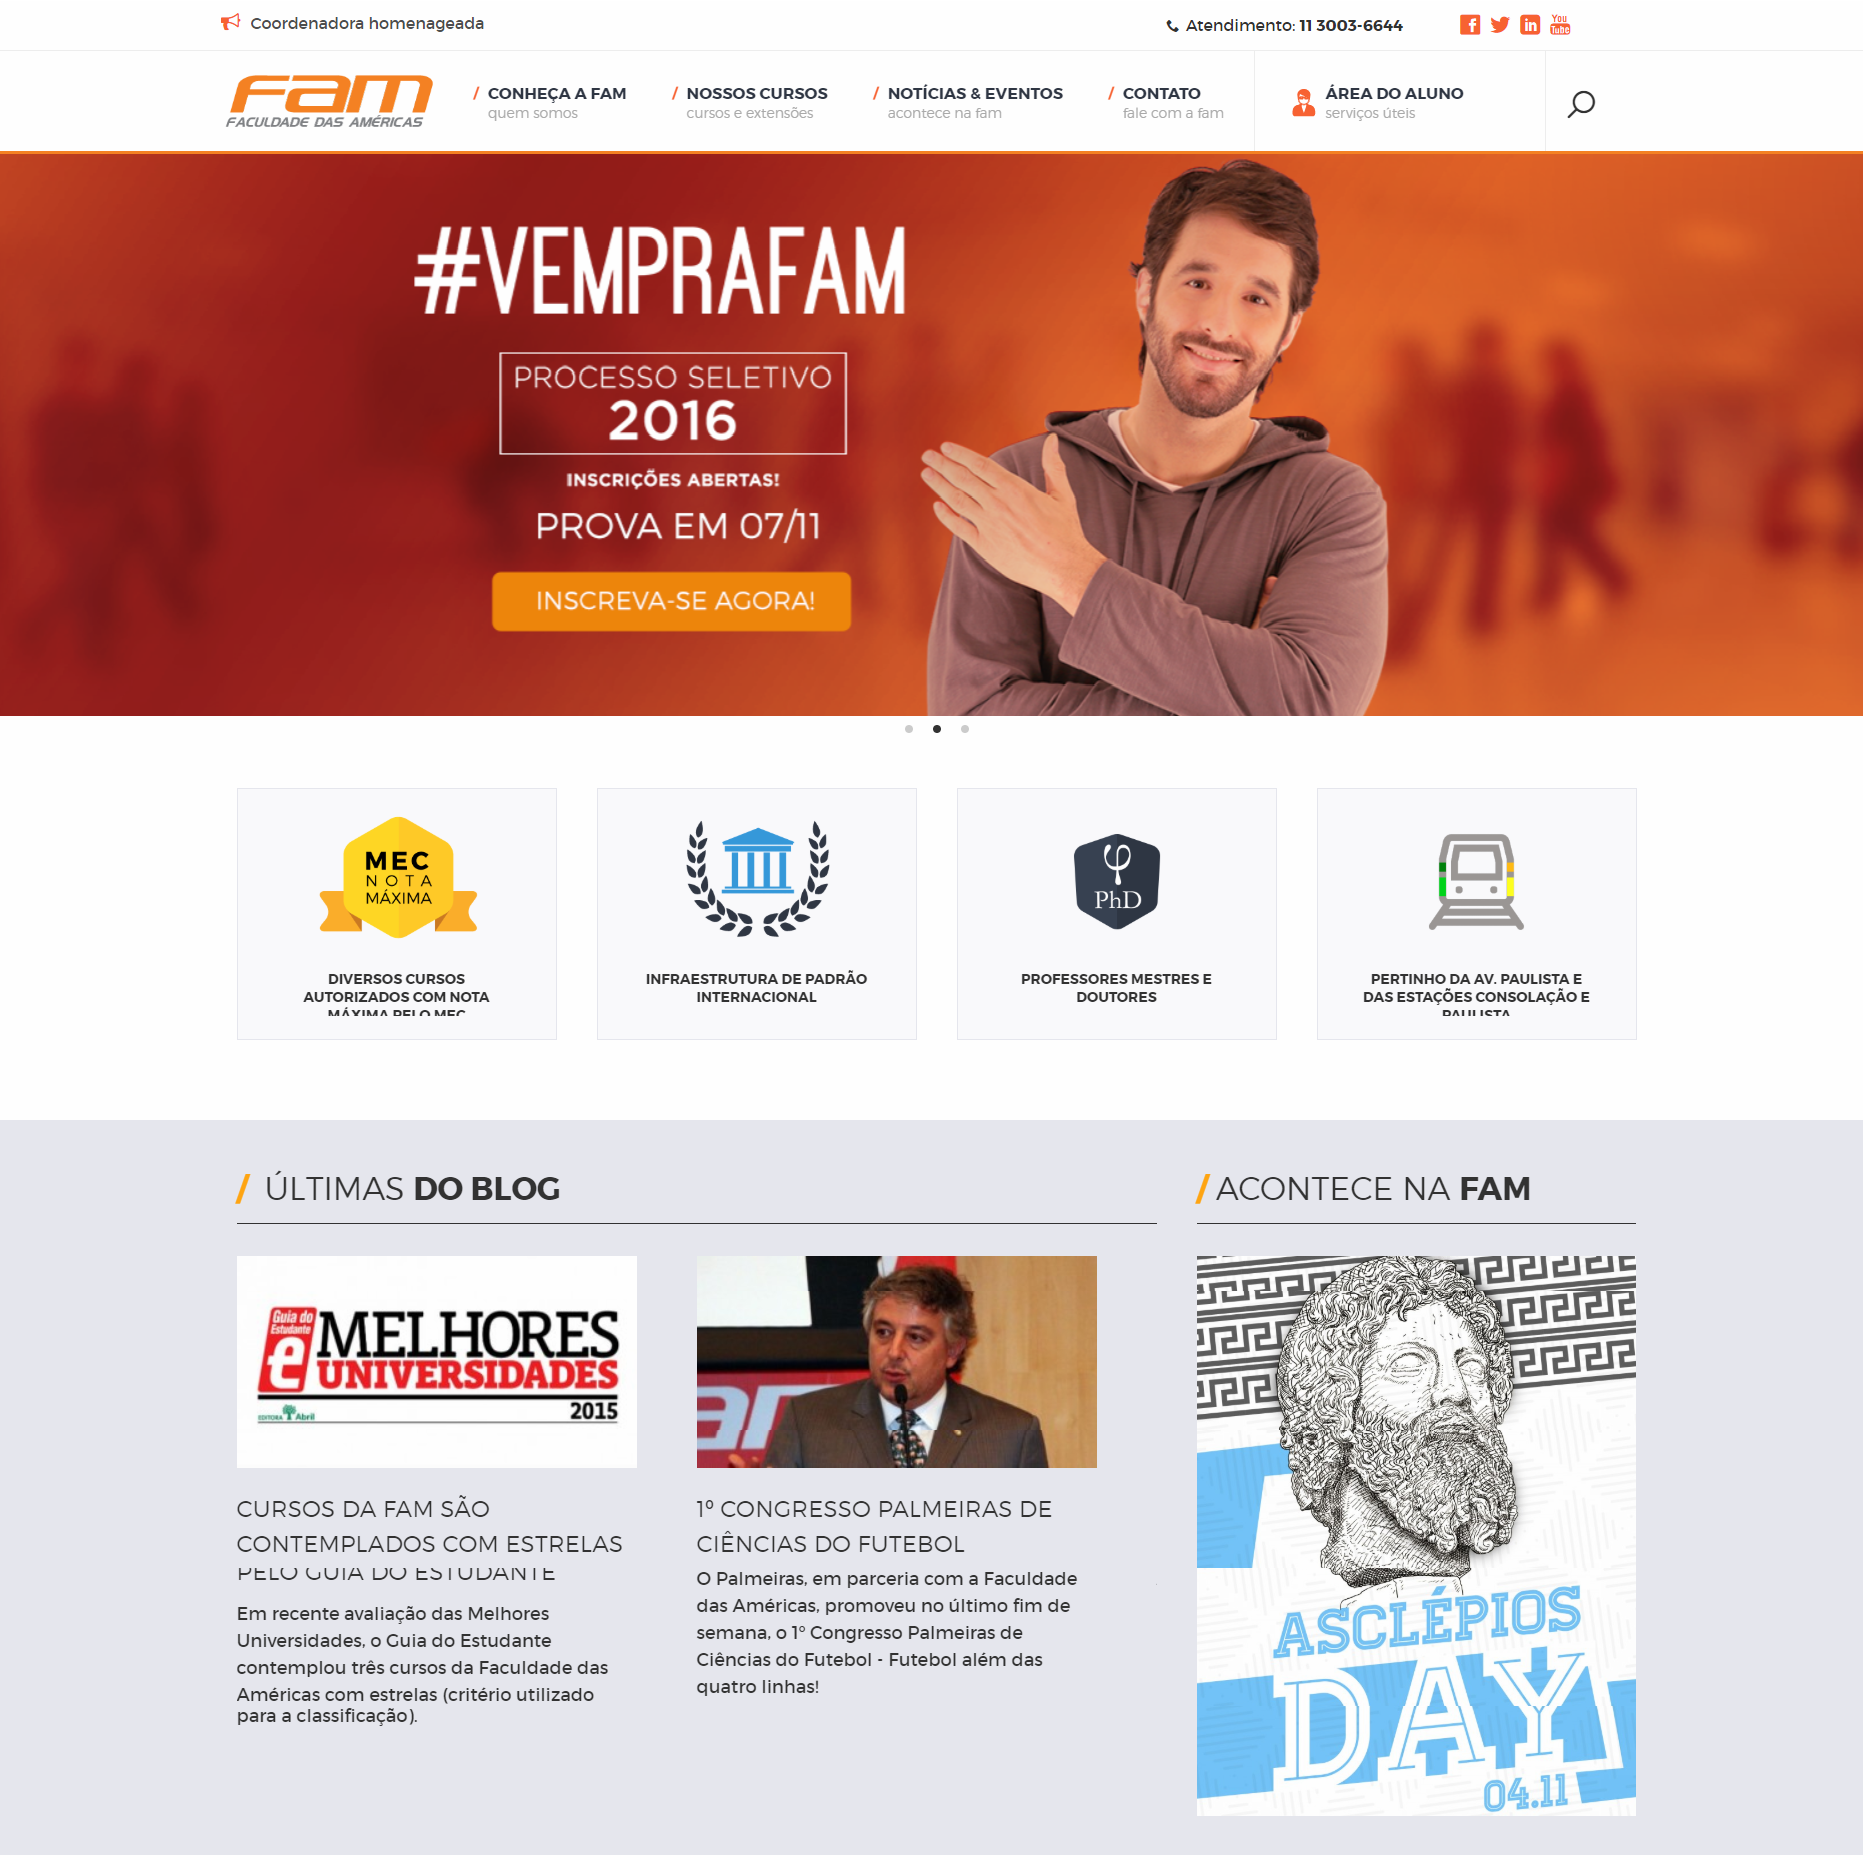 Coordenadora homenageada
Atendimento: 11 3003-6644
You
Tube
fam
FACULDADE DAS AMÉRICAS
/ CONHEÇA A FAM
quem somos
/ NOSSOS CURSOS
cursos e extensões
/ NOTÍCIAS & EVENTOS
acontece na fam
/ CONTATO
fale com a fam
ÁREA DO ALUNO
serviços úteis
#VEMPRAFAM
PROCESSO SELETIVO
2016
INSCRIÇÕES ABERTAS!
PROVA EM 07/11
INSCREVA-SE AGORA!
MEC
NOTA
MÁXIMA
DIVERSOS CURSOS
AUTORIZADOS COM NOTA
MÁXIMA PELO MEC
INFRAESTRUTURA DE PADRÃO
INTERNACIONAL
PhD
PROFESSORES MESTRES E
DOUTORES
PERTINHO DA AV. PAULISTA E
DAS ESTAÇÕES CONSOLAÇÃO E
PAULISTA
/ ÚLTIMAS DO BLOG
Guia do
Estudante
e
MELHORES
UNIVERSIDADES
2015
EDITORA Abril
CURSOS DA FAM SÃO
CONTEMPLADOS COM ESTRELAS
PELO GUIA DO ESTUDANTE
Em recente avaliação das Melhores
Universidades, o Guia do Estudante
contemplou três cursos da Faculdade das
Américas com estrelas (critério utilizado
para a classificação).
1º CONGRESSO PALMEIRAS DE
CIÊNCIAS DO FUTEBOL
O Palmeiras, em parceria com a Faculdade
das Américas, promoveu no último fim de
semana, o 1º Congresso Palmeiras de
Ciências do Futebol - Futebol além das
quatro linhas!
/ ACONTECE NA FAM
ASCLÉPIOS
DAY
04.11